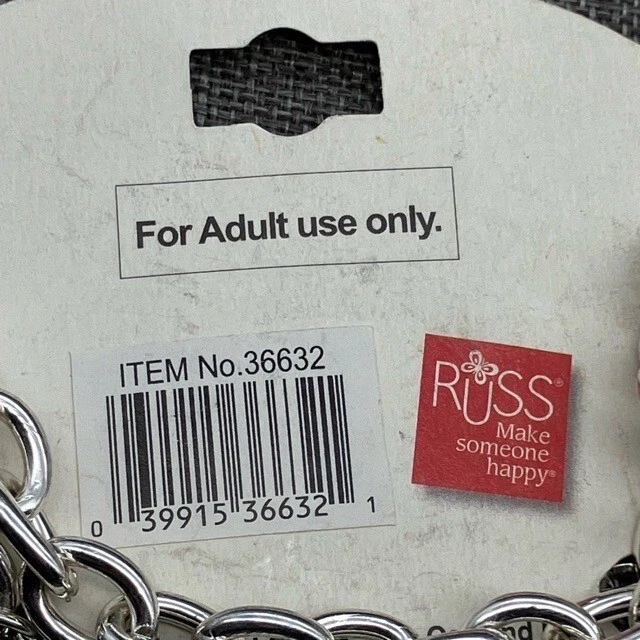 For Adult use only.
ITEM No.36632
0 39915 36632 1
RUSS®
Make
someone
happy®